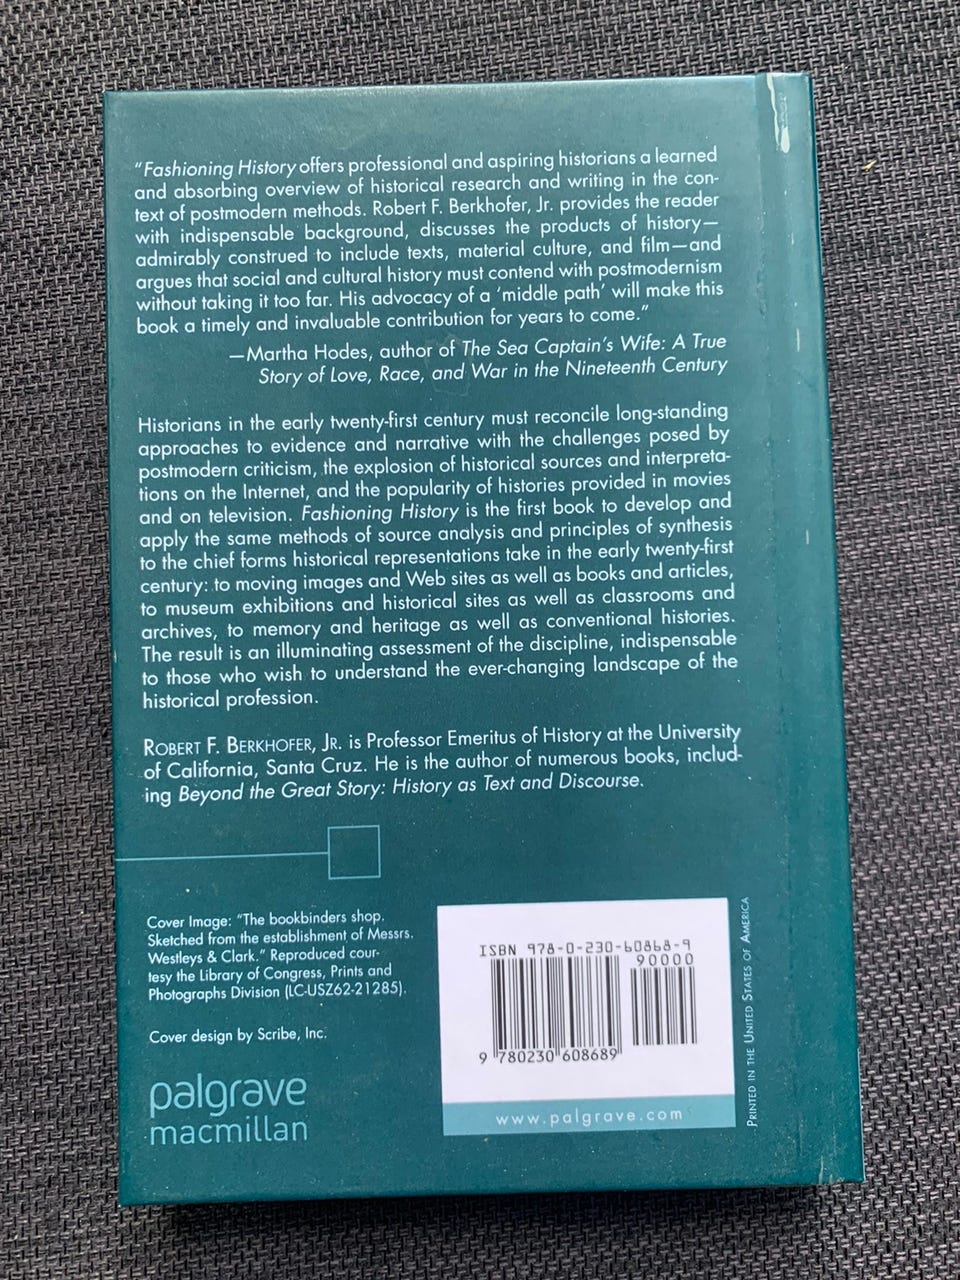 "Fashioning History offers professional and aspiring historians a learned
and absorbing overview of historical research and writing in the con-
text of postmodern methods. Robert F. Berkhofer, Jr. provides the reader
with indispensable background, discusses the products of history—
admirably construed to include texts, material culture, and film—and
argues that social and cultural history must contend with postmodernism
without taking it too far. His advocacy of a 'middle path' will make this
book a timely and invaluable contribution for years to come."
—Martha Hodes, author of The Sea Captain's Wife: A True
Story of Love, Race, and War in the Nineteenth Century
Historians in the early twenty-first century must reconcile long-standing
approaches to evidence and narrative with the challenges posed by
postmodern criticism, the explosion of historical sources and interpreta-
tions on the Internet, and the popularity of histories provided in movies
and on television. Fashioning History is the first book to develop and
apply the same methods of source analysis and principles of synthesis
to the chief forms historical representations take in the early twenty-first
century: to moving images and Web sites as well as books and articles,
to museum exhibitions and historical sites as well as classrooms and
archives, to memory and heritage as well as conventional histories.
The result is an illuminating assessment of the discipline, indispensable
to those who wish to understand the ever-changing landscape of the
historical profession.
ROBERT F. BERKHOFER, JR. is Professor Emeritus of History at the University
of California, Santa Cruz. He is the author of numerous books, includ-
ing Beyond the Great Story: History as Text and Discourse.
Cover Image: "The bookbinders shop.
Sketched from the establishment of Messrs.
Westleys & Clark." Reproduced cour-
tesy the Library of Congress, Prints and
Photographs Division (LC-USZ62-21285).
Cover design by Scribe, Inc.
palgrave
macmillan
ISBN 978-0-230-60868-9
90000
9 780230 608689
www.palgrave.com
PRINTED IN THE UNITED STATES OF AMERICA